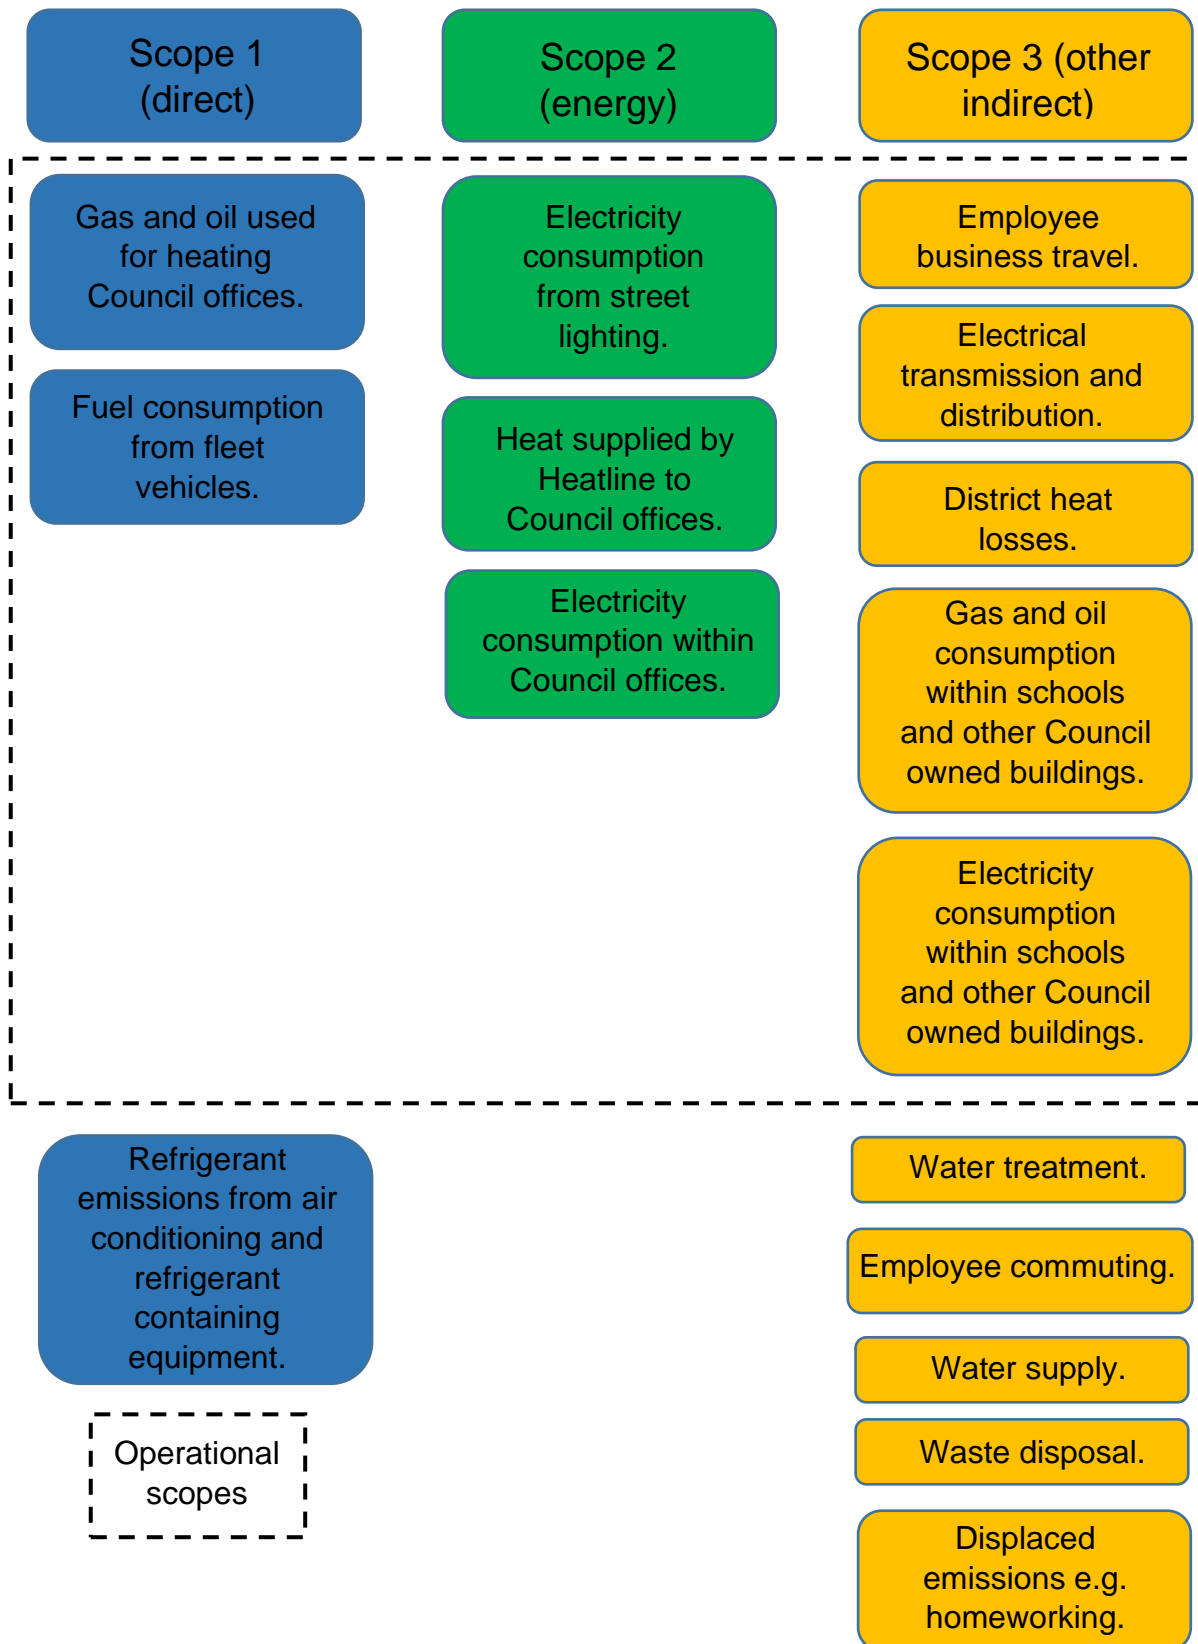 Scope 1
(direct)
Scope 2
(energy)
Scope 3 (other
indirect)
Gas and oil used
for heating
Council offices.
Fuel consumption
from fleet
vehicles.
Electricity
consumption
from street
lighting.
Heat supplied by
Heatline to
Council offices.
Electricity
consumption within
Council offices.
Employee
business travel.
Electrical
transmission and
distribution.
District heat
losses.
Gas and oil
consumption
within schools
and other Council
owned buildings.
Electricity
consumption
within schools
and other Council
owned buildings.
Refrigerant
emissions from air
conditioning and
refrigerant
containing
equipment.
Operational
scopes
Water treatment.
Employee commuting.
Water supply.
Waste disposal.
Displaced
emissions e.g.
homeworking.